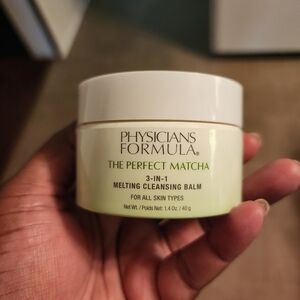 PHYSICIANS
FORMULA®
THE PERFECT MATCHA
3-IN-1
MELTING CLEANSING BALM
FOR ALL SKIN TYPES
Net Wt. / Poids Net: 1.4 Oz. / 40 g